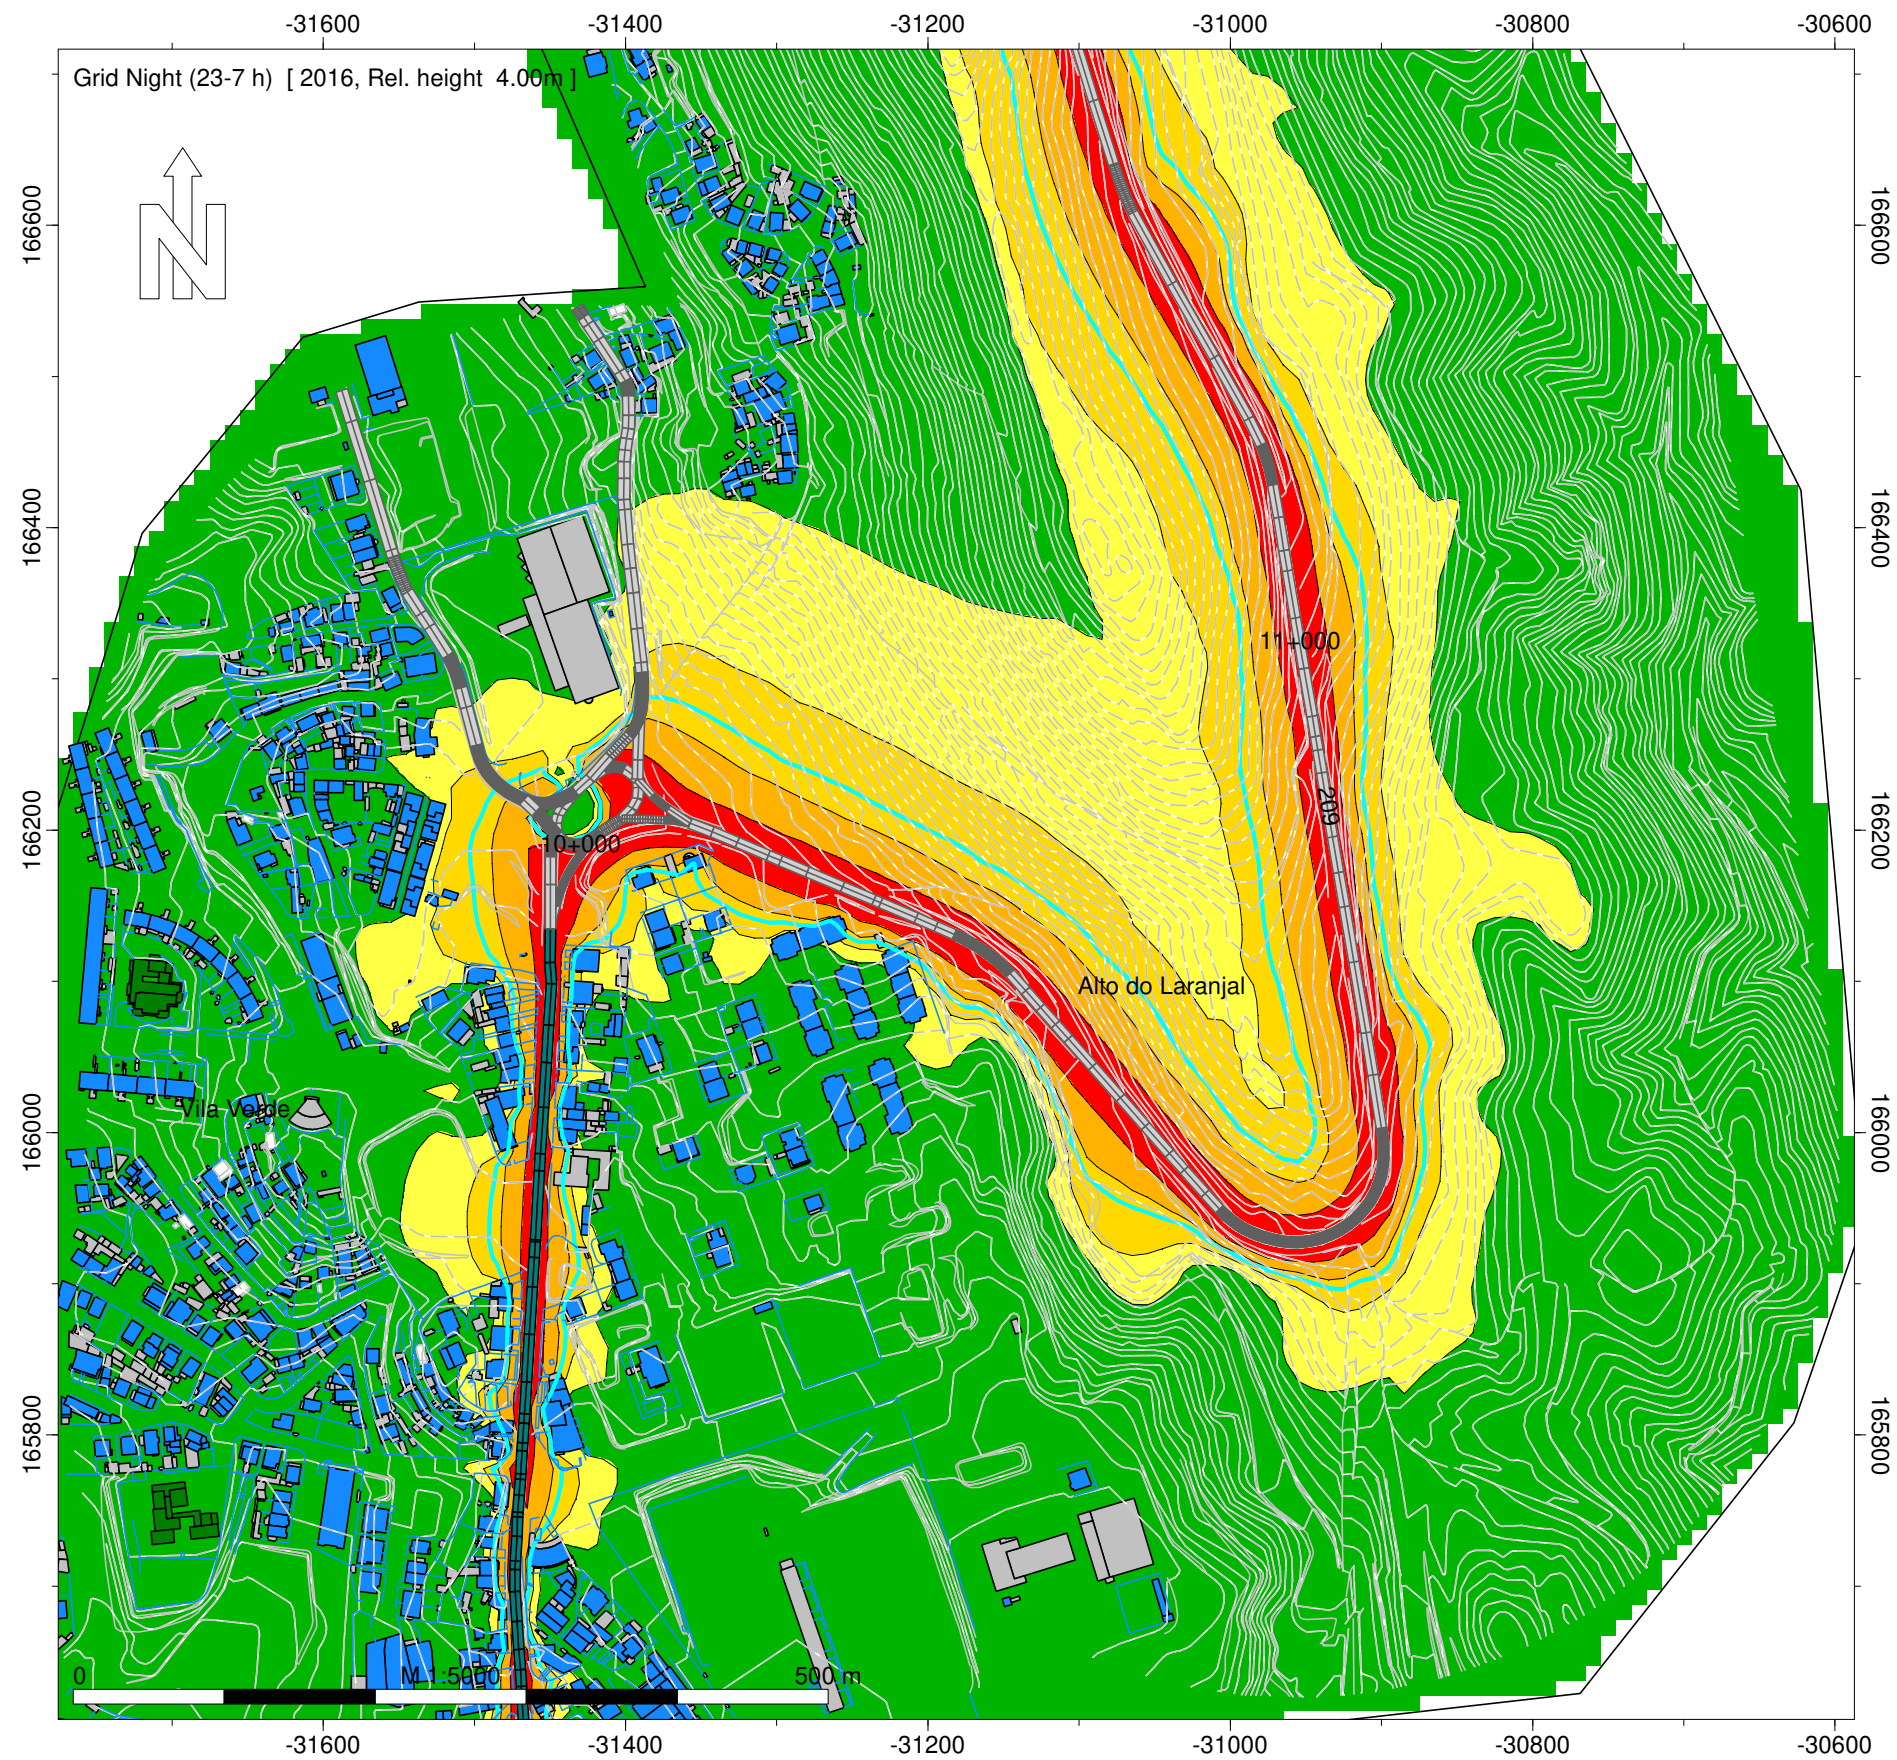 -31600 -31400 -31200 -31000 -30800 -30600
Grid Night (23-7 h) [ 2016, Rel. height 4.00m ]
N
166600 166600
166400 166400
11+000
209
166200 166200
10+000
Alto do Laranjal
Vila Verde
166000 166000
165800 165800
0 M 1:5000 500 m
-31600 -31400 -31200 -31000 -30800 -30600